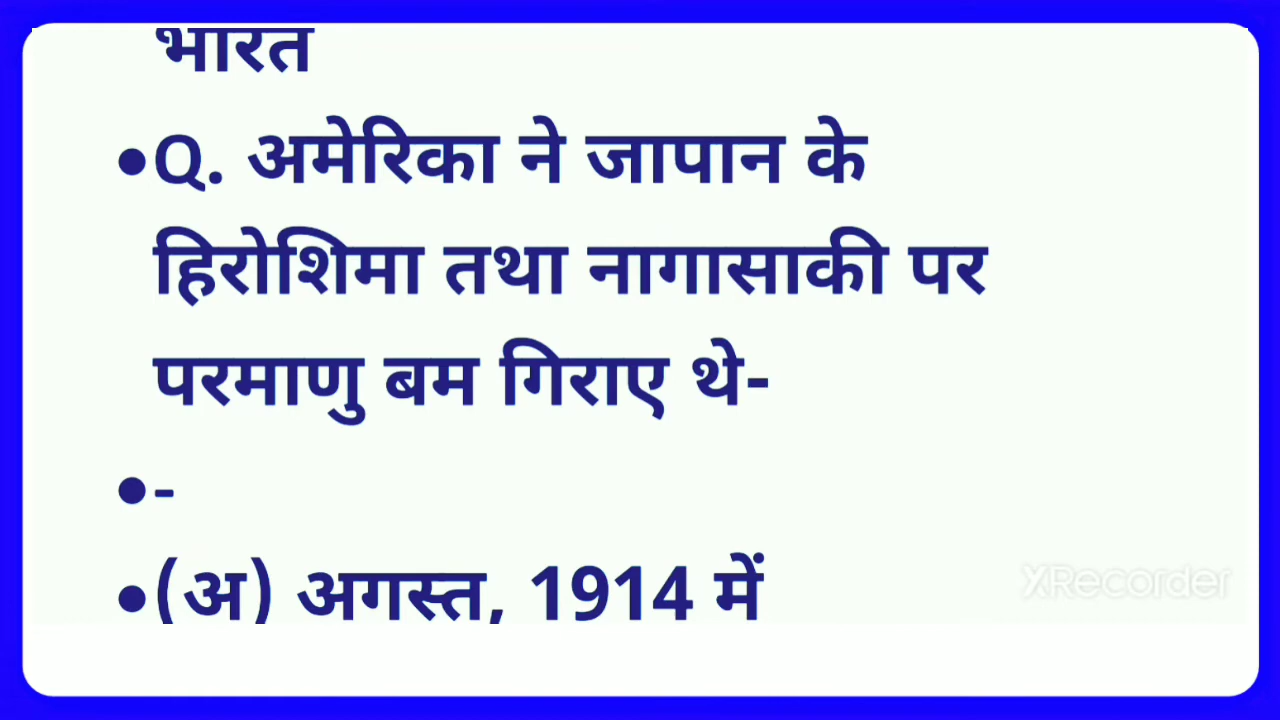 भारत
•Q. अमेरिका ने जापान के
हिरोशिमा तथा नागासाकी पर
परमाणु बम गिराए थे-
•-
•(अ) अगस्त, 1914 में
XRecorder